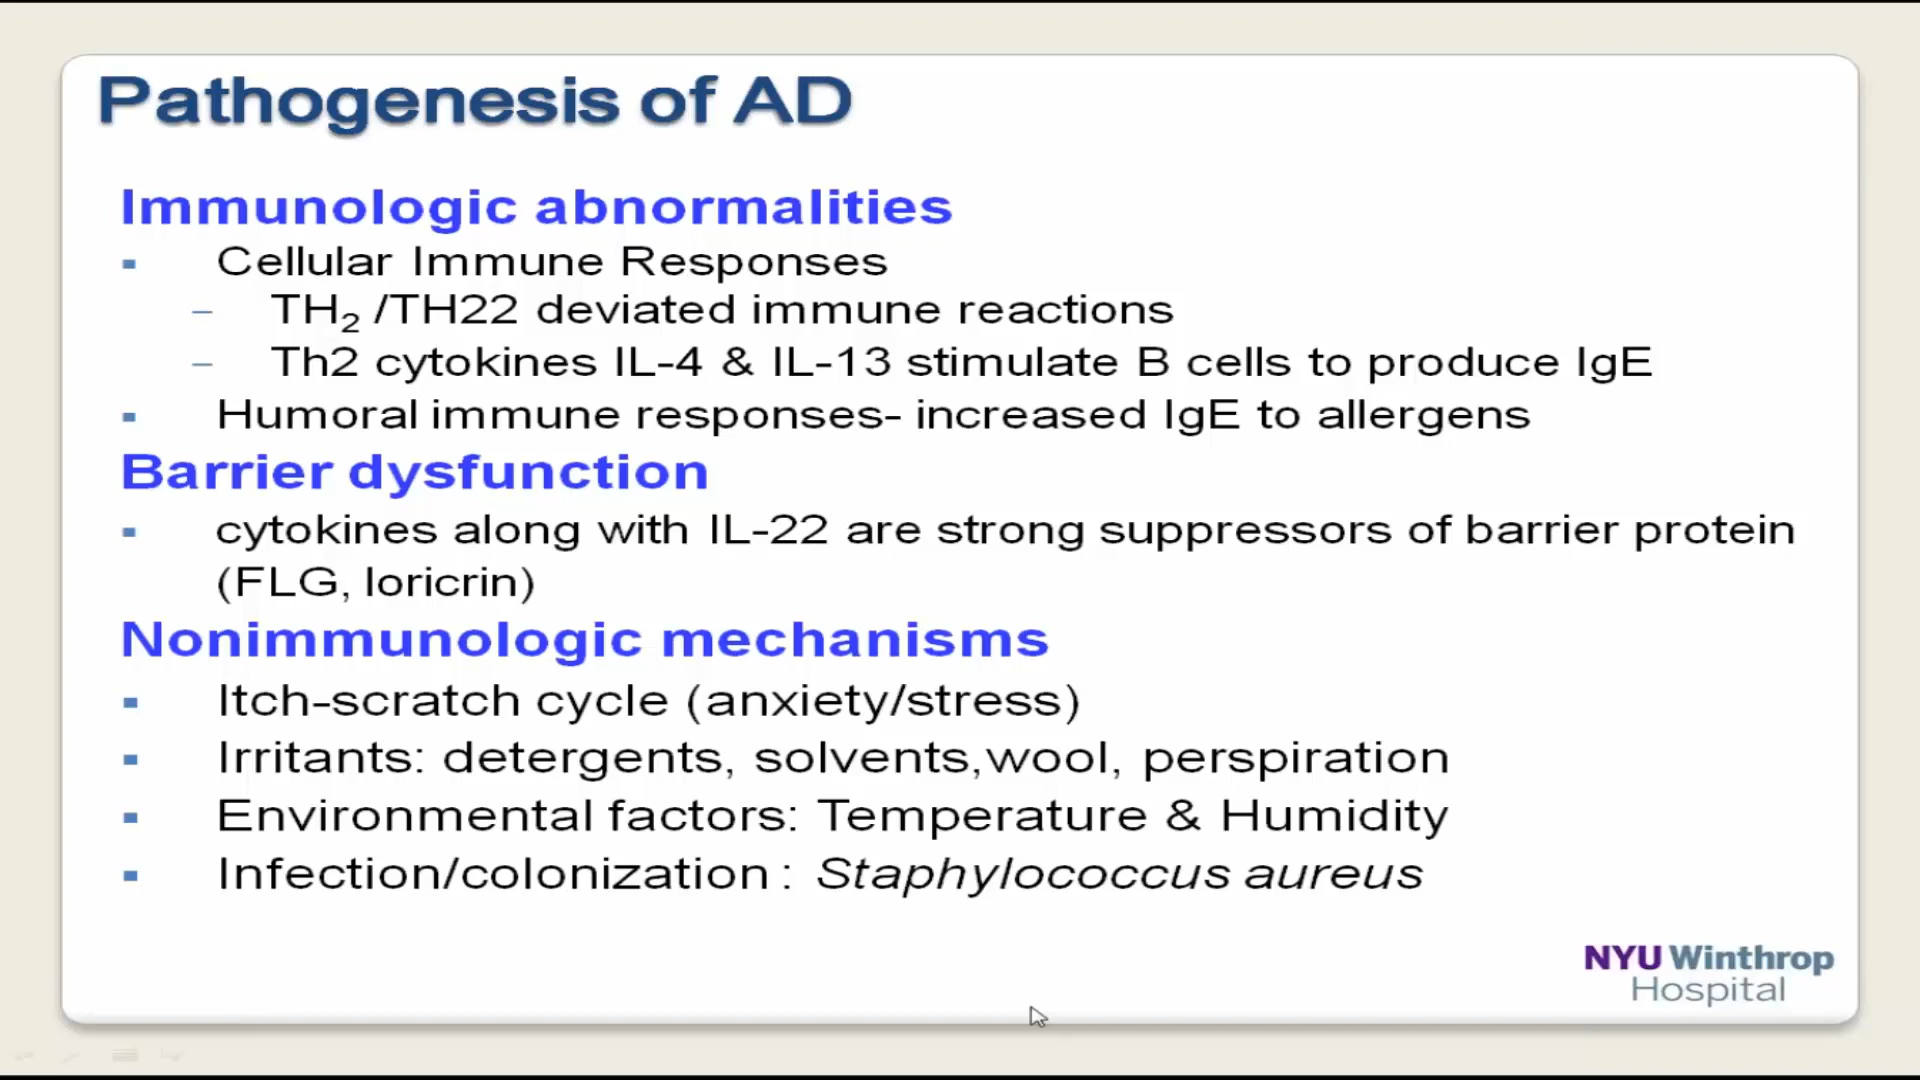 Pathogenesis of AD
Immunologic abnormalities
▪ Cellular Immune Responses
– TH₂ /TH22 deviated immune reactions
– Th2 cytokines IL-4 & IL-13 stimulate B cells to produce IgE
▪ Humoral immune responses- increased IgE to allergens
Barrier dysfunction
▪ cytokines along with IL-22 are strong suppressors of barrier protein
(FLG, loricrin)
Nonimmunologic mechanisms
▪ Itch-scratch cycle (anxiety/stress)
▪ Irritants: detergents, solvents,wool, perspiration
▪ Environmental factors: Temperature & Humidity
▪ Infection/colonization : Staphylococcus aureus
NYU Winthrop
Hospital